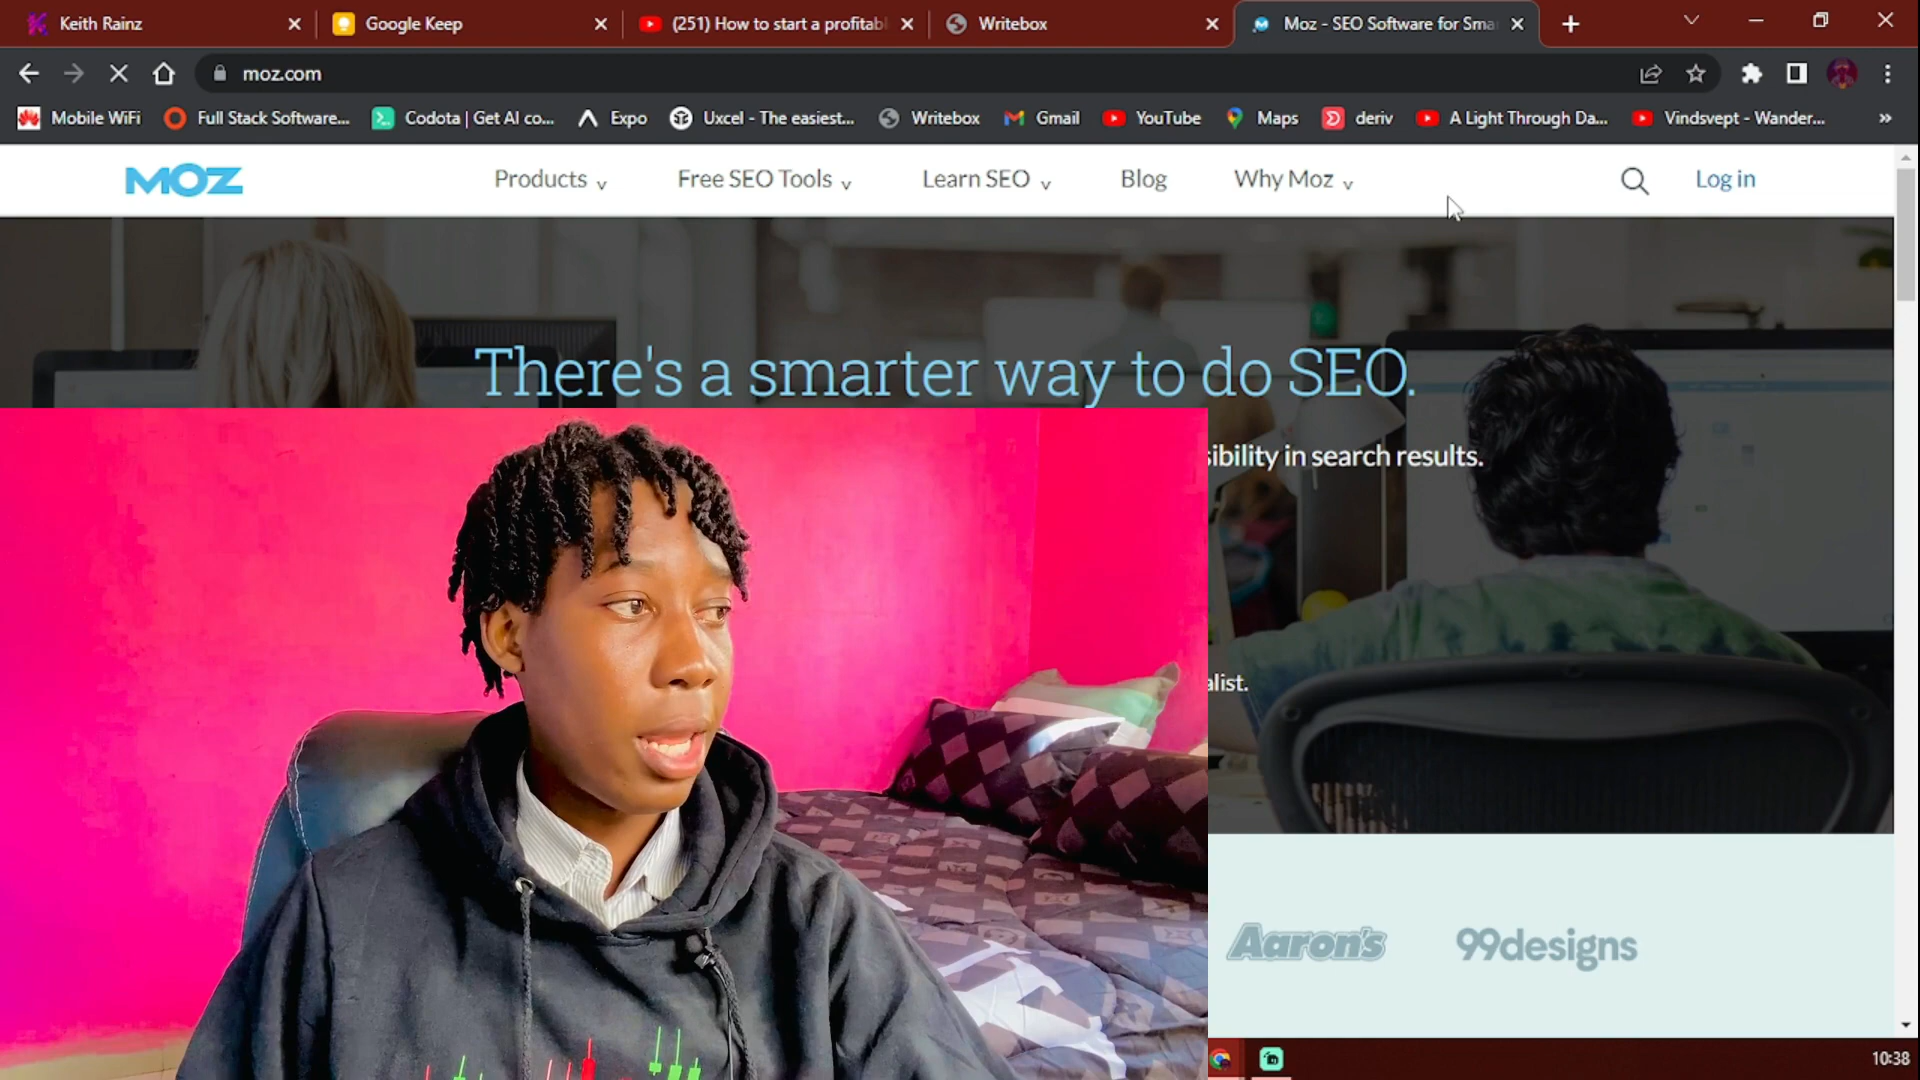 Keith Rainz
Google Keep
(251) How to start a profitabl
Writebox
Moz - SEO Software for Sma
moz.com
Mobile WiFi
Full Stack Software...
Codota | Get AI co...
Expo
Uxcel - The easiest...
Writebox
Gmail
YouTube
Maps
deriv
A Light Through Da...
Vindsvept - Wander...
MOZ
Products
Free SEO Tools
Learn SEO
Blog
Why Moz
Log in
There's a smarter way to do SEO.
sibility in search results.
alist.
Aaron's
99designs
10:38